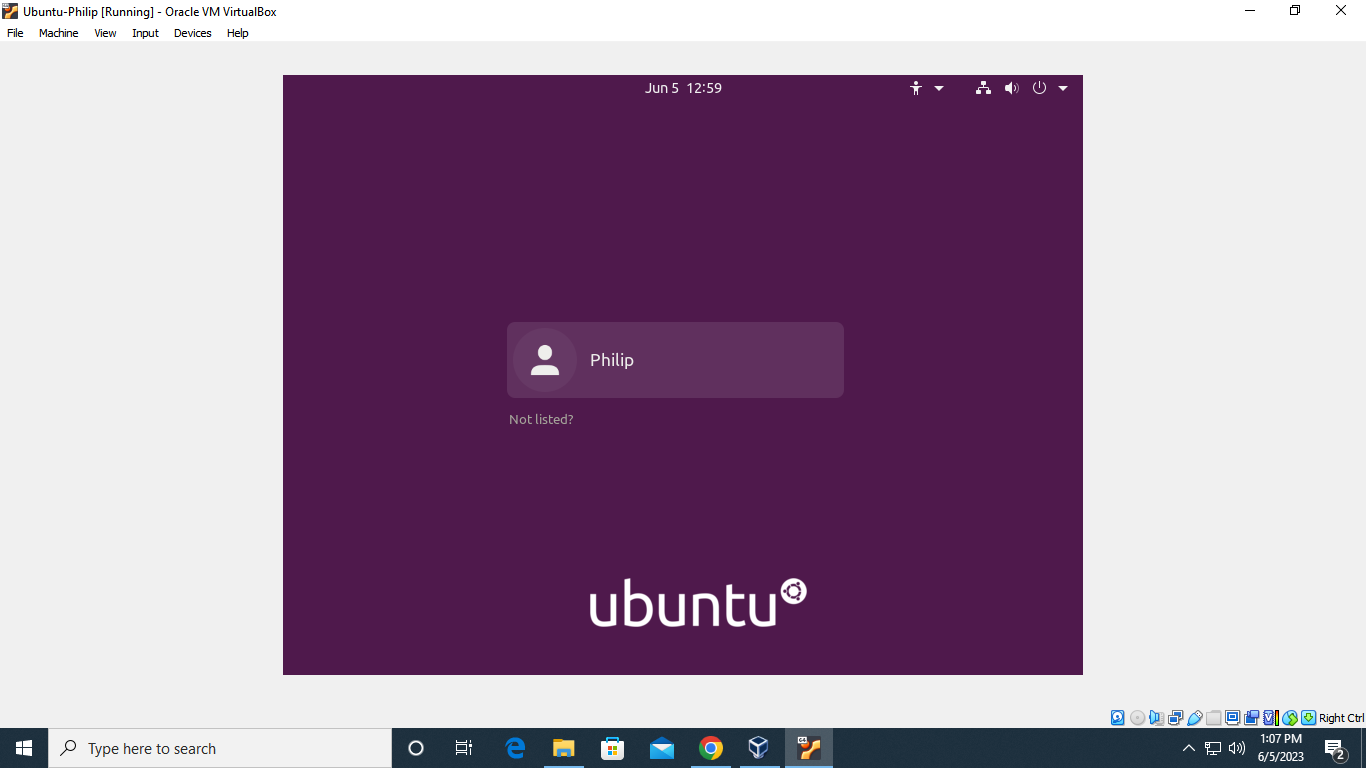 Ubuntu-Philip [Running] - Oracle VM VirtualBox
File Machine View Input Devices Help
Jun 5 12:59
Philip
Not listed?
ubuntu
Right Ctrl
Type here to search
1:07 PM
6/5/2023
2